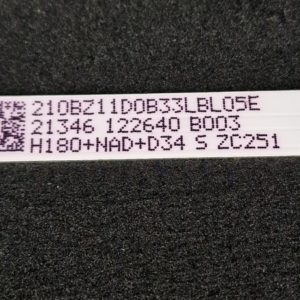 210BZ11D0B33LBL05E
21346 122640 B003
H180+NAD+D34 S ZC251